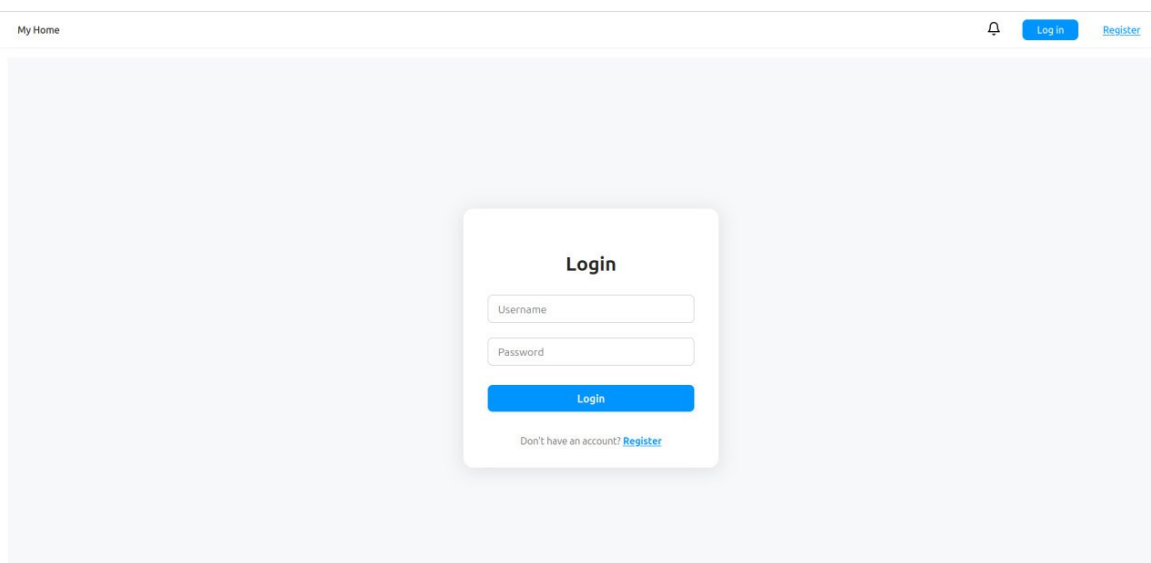 My Home Log in Register
Login
Username
Password
Login
Don't have an account? Register